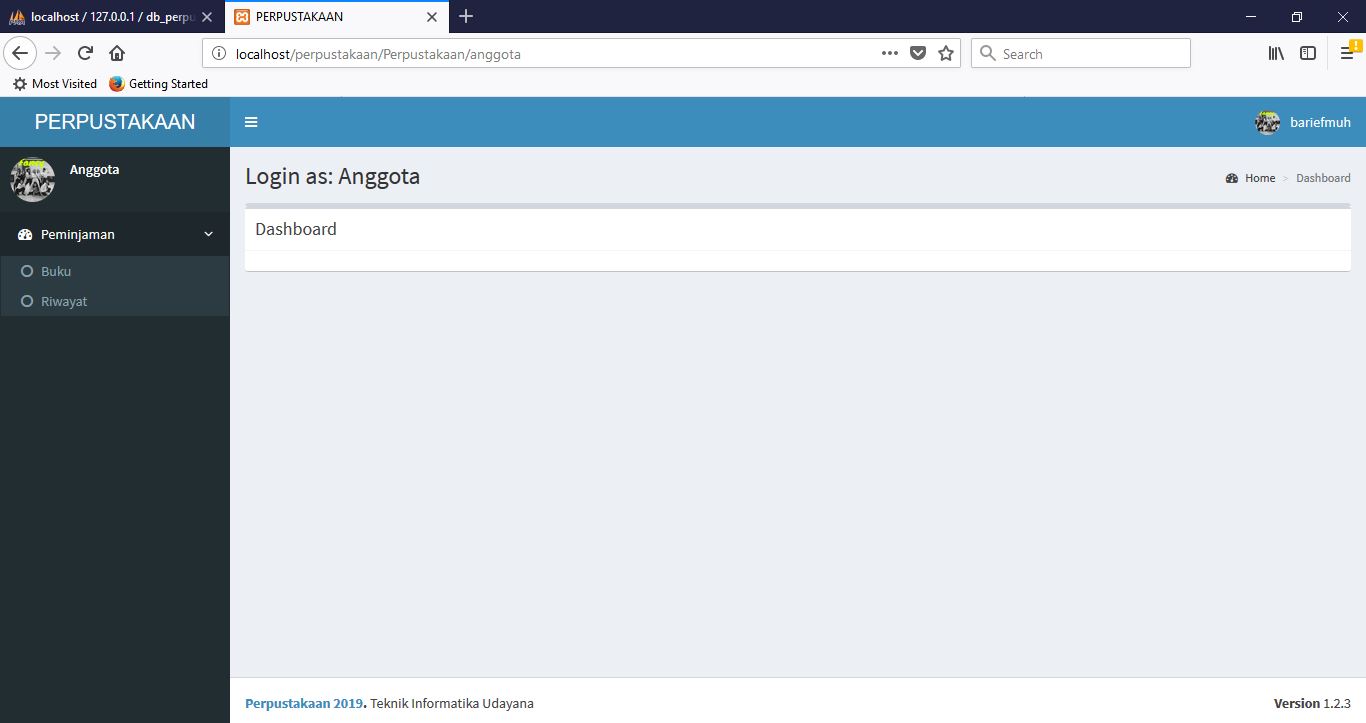 localhost / 127.0.0.1 / db_perpu
PERPUSTAKAAN
localhost/perpustakaan/Perpustakaan/anggota
Search
Most Visited
Getting Started
PERPUSTAKAAN
bariefmuh
Anggota
Login as: Anggota
Home > Dashboard
Peminjaman
Dashboard
Buku
Riwayat
Perpustakaan 2019. Teknik Informatika Udayana
Version 1.2.3